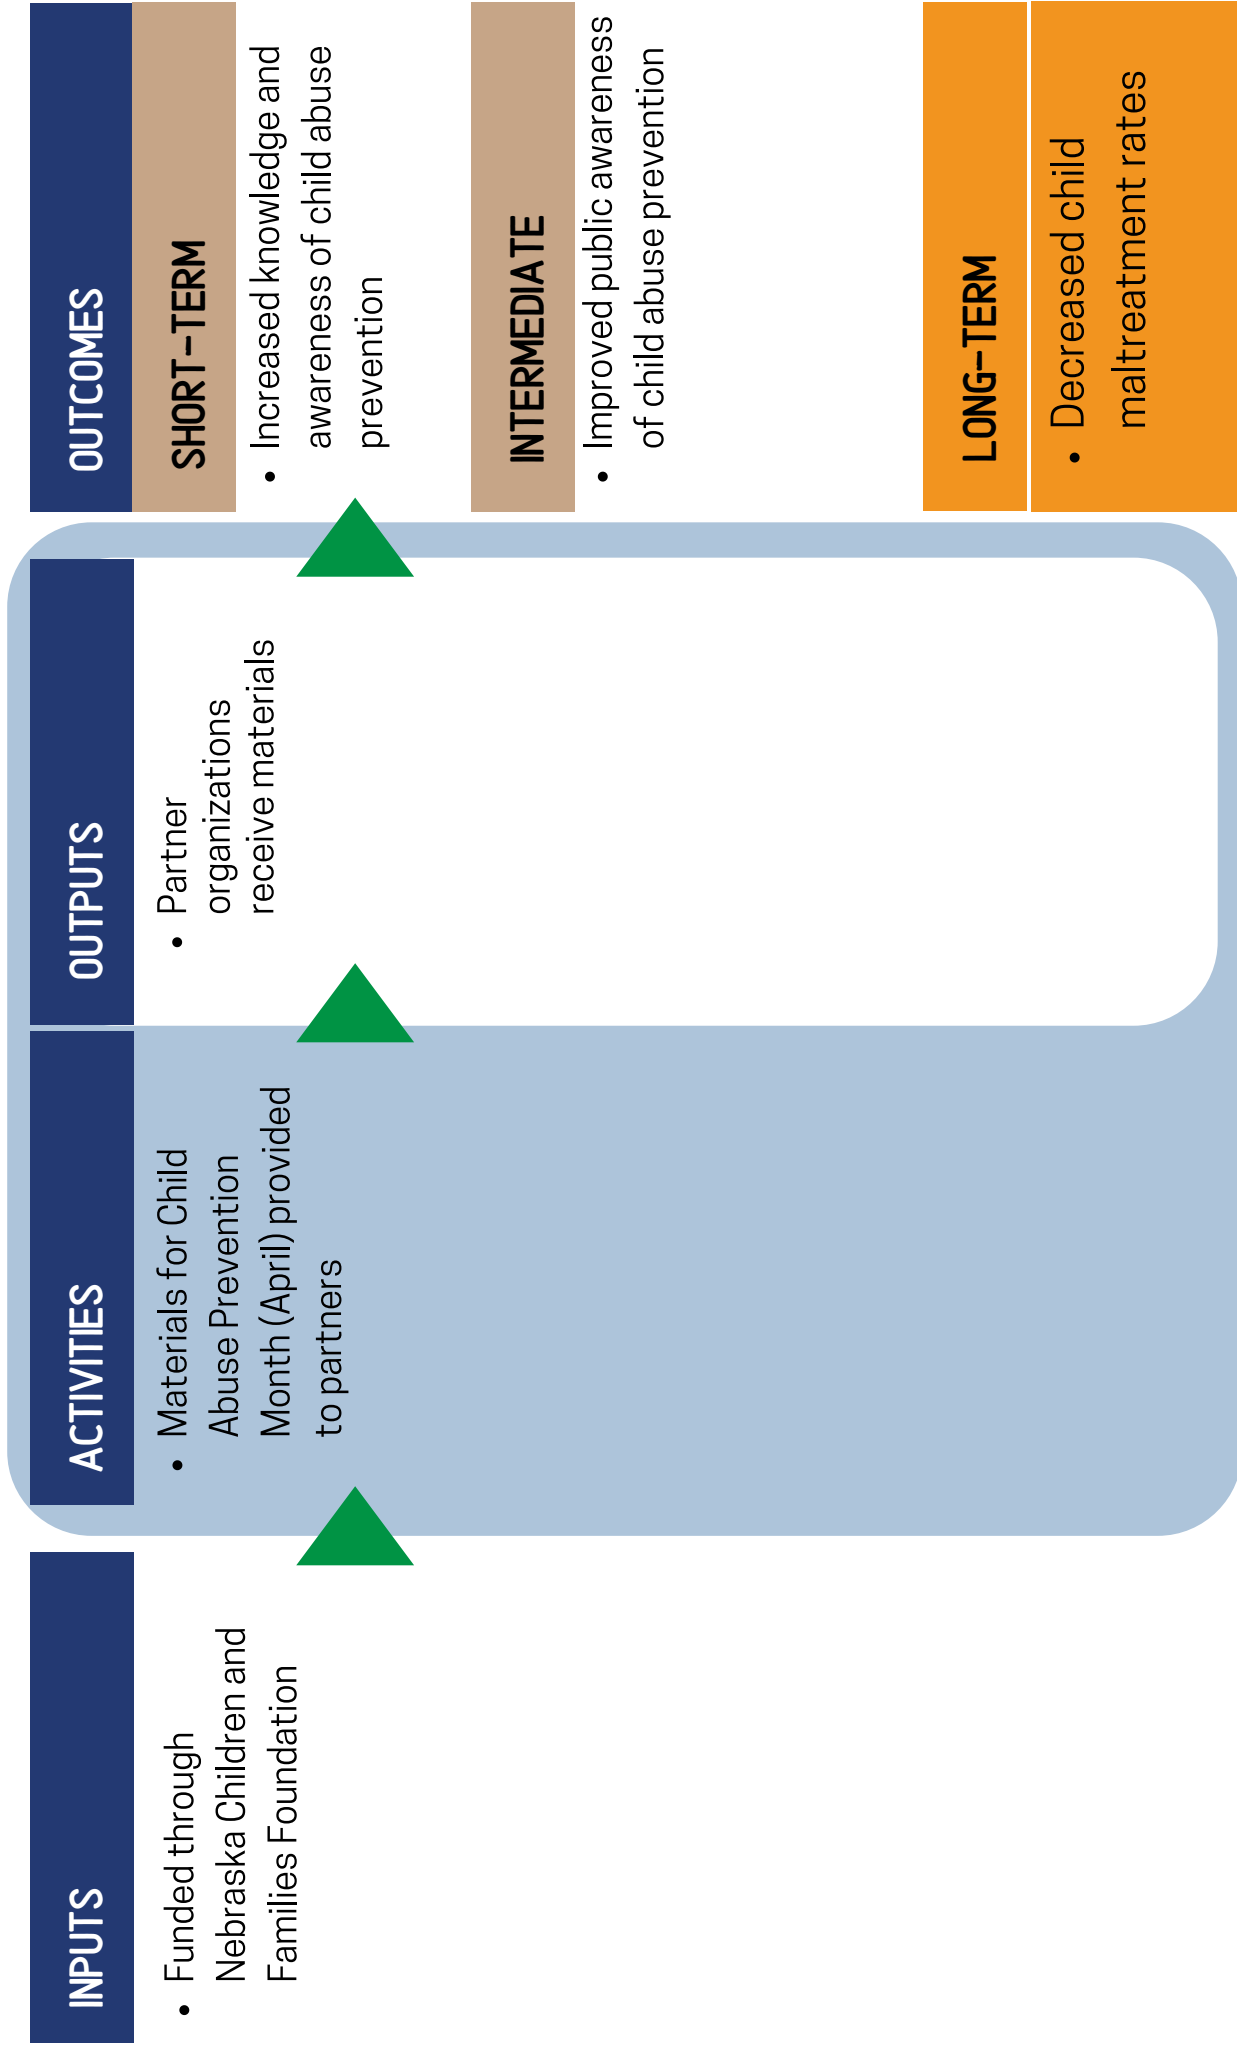 INPUTS
• Funded through
Nebraska Children and
Families Foundation
ACTIVITIES
• Materials for Child
Abuse Prevention
Month (April) provided
to partners
OUTPUTS
• Partner
organizations
receive materials
OUTCOMES
SHORT-TERM
• Increased knowledge and
awareness of child abuse
prevention
INTERMEDIATE
• Improved public awareness
of child abuse prevention
LONG-TERM
• Decreased child
maltreatment rates